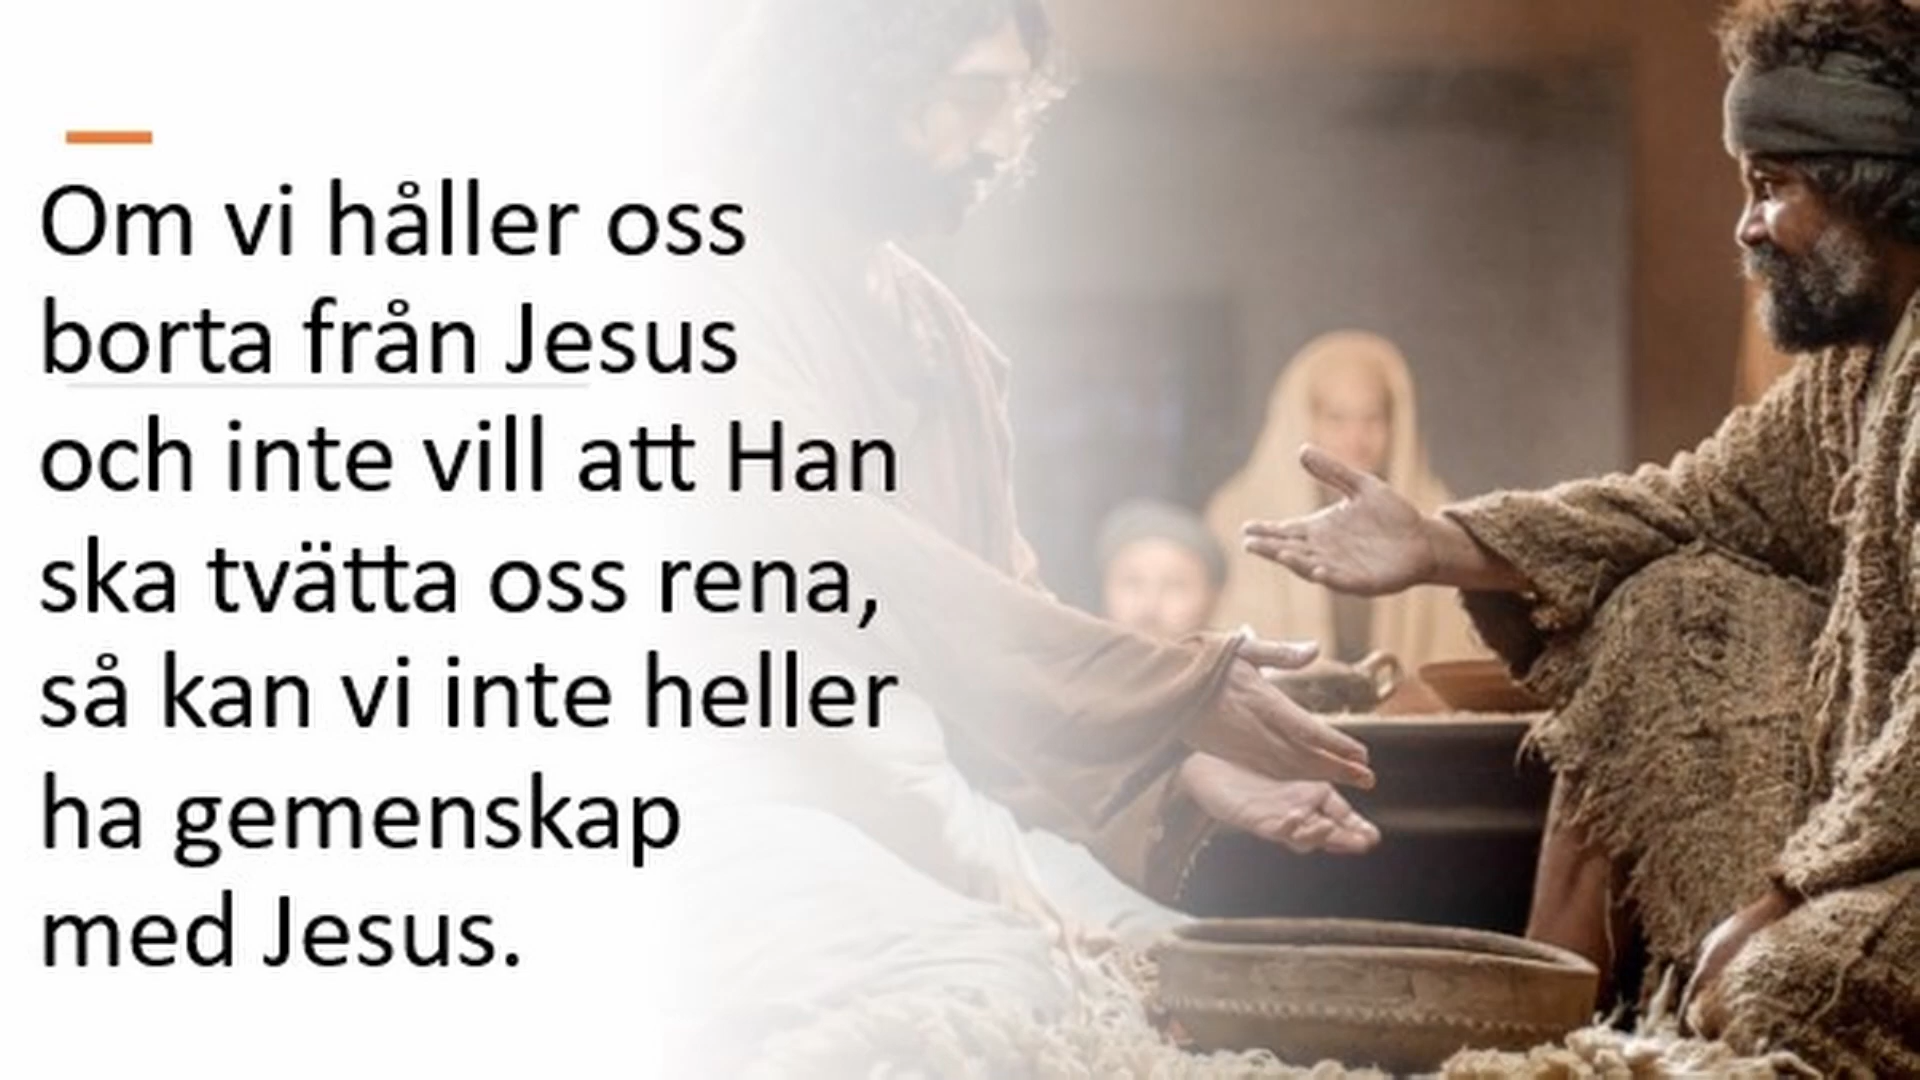 Om vi håller oss
borta från Jesus
och inte vill att Han
ska tvätta oss rena,
så kan vi inte heller
ha gemenskap
med Jesus.